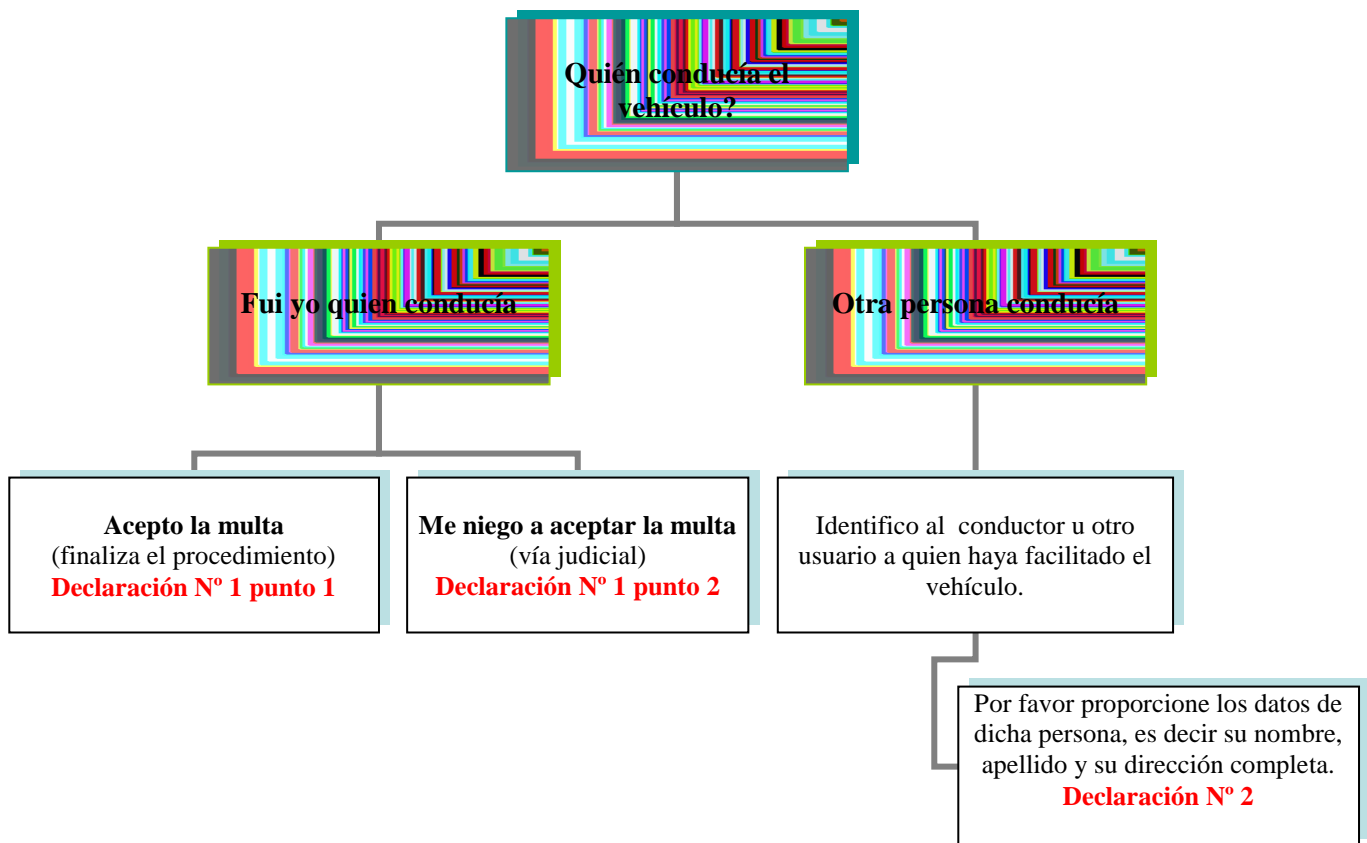 Quién conducía el
vehículo?
Fui yo quien conducía
Otra persona conducía
Acepto la multa
(finaliza el procedimiento)
Declaración Nº 1 punto 1
Me niego a aceptar la multa
(vía judicial)
Declaración Nº 1 punto 2
Identifico al  conductor u otro
usuario a quien haya facilitado el
vehículo.
Por favor proporcione los datos de
dicha persona, es decir su nombre,
apellido y su dirección completa.
Declaración Nº 2